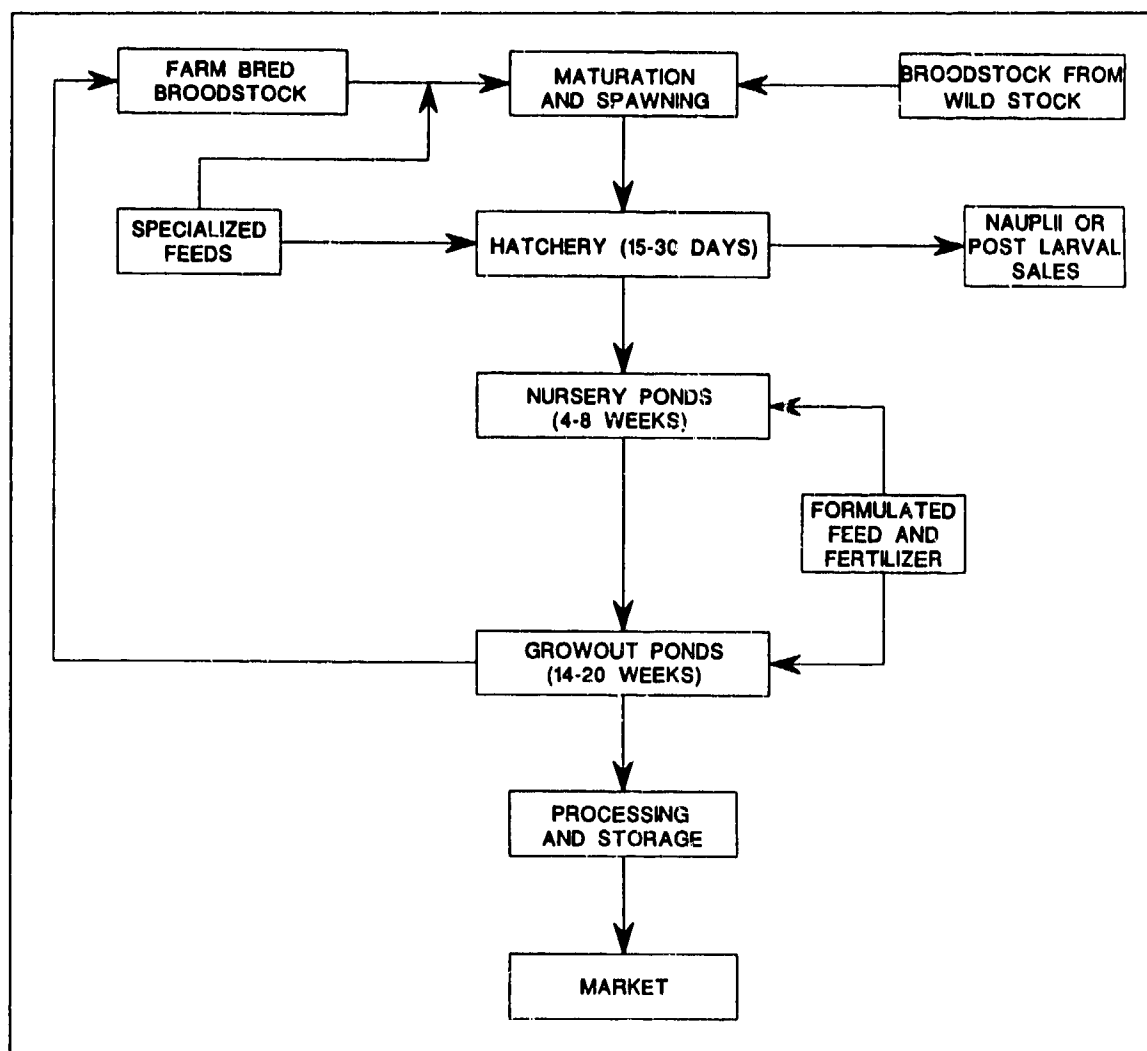 FARM BRED
BROODSTOCK
MATURATION
AND SPAWNING
BROODSTOCK FROM
WILD STOCK
SPECIALIZED
FEEDS
HATCHERY (15-30 DAYS)
NAUPLII OR
POST LARVAL
SALES
NURSERY PONDS
(4-8 WEEKS)
FORMULATED
FEED AND
FERTILIZER
GROWOUT PONDS
(14-20 WEEKS)
PROCESSING
AND STORAGE
MARKET